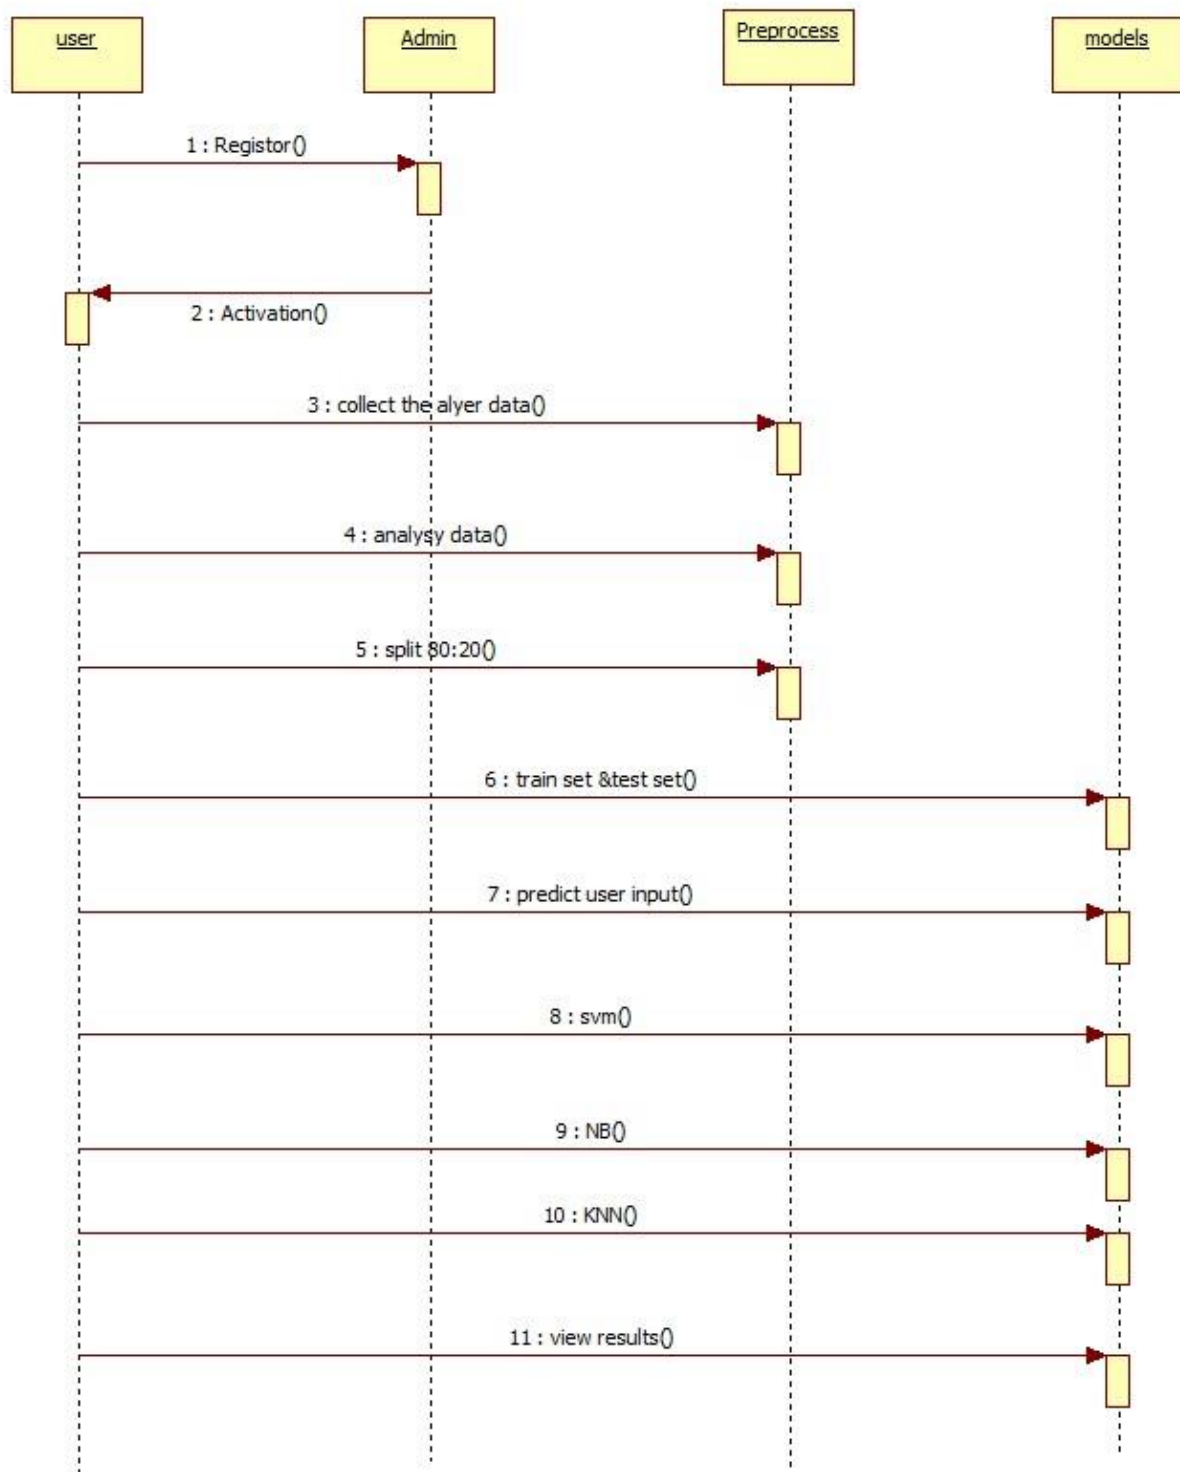 user
Admin
Preprocess
models
1 : Registor()
2 : Activation()
3 : collect the alyer data()
4 : analysy data()
5 : split 80:20()
6 : train set &test set()
7 : predict user input()
8 : svm()
9 : NB()
10 : KNN()
11 : view results()